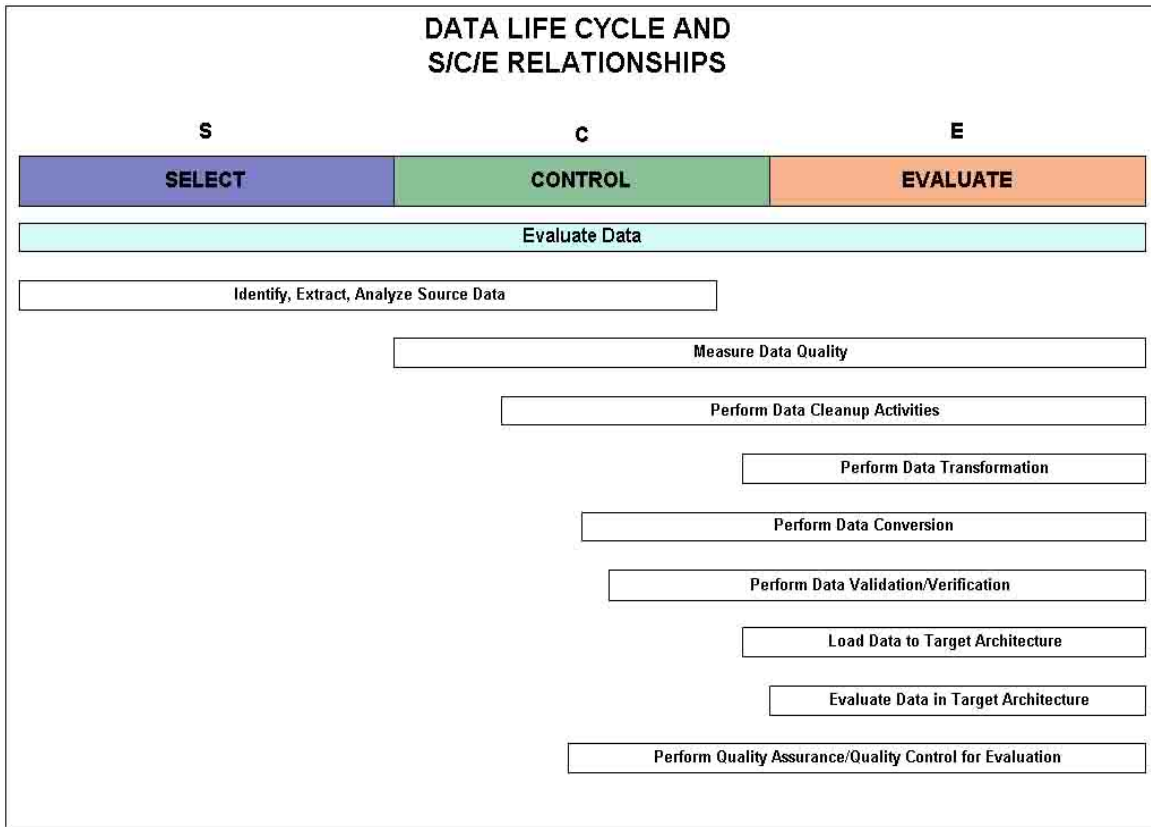 DATA LIFE CYCLE AND
S/C/E RELATIONSHIPS
S C E
SELECT CONTROL EVALUATE
Evaluate Data
Identify, Extract, Analyze Source Data
Measure Data Quality
Perform Data Cleanup Activities
Perform Data Transformation
Perform Data Conversion
Perform Data Validation/Verification
Load Data to Target Architecture
Evaluate Data in Target Architecture
Perform Quality Assurance/Quality Control for Evaluation